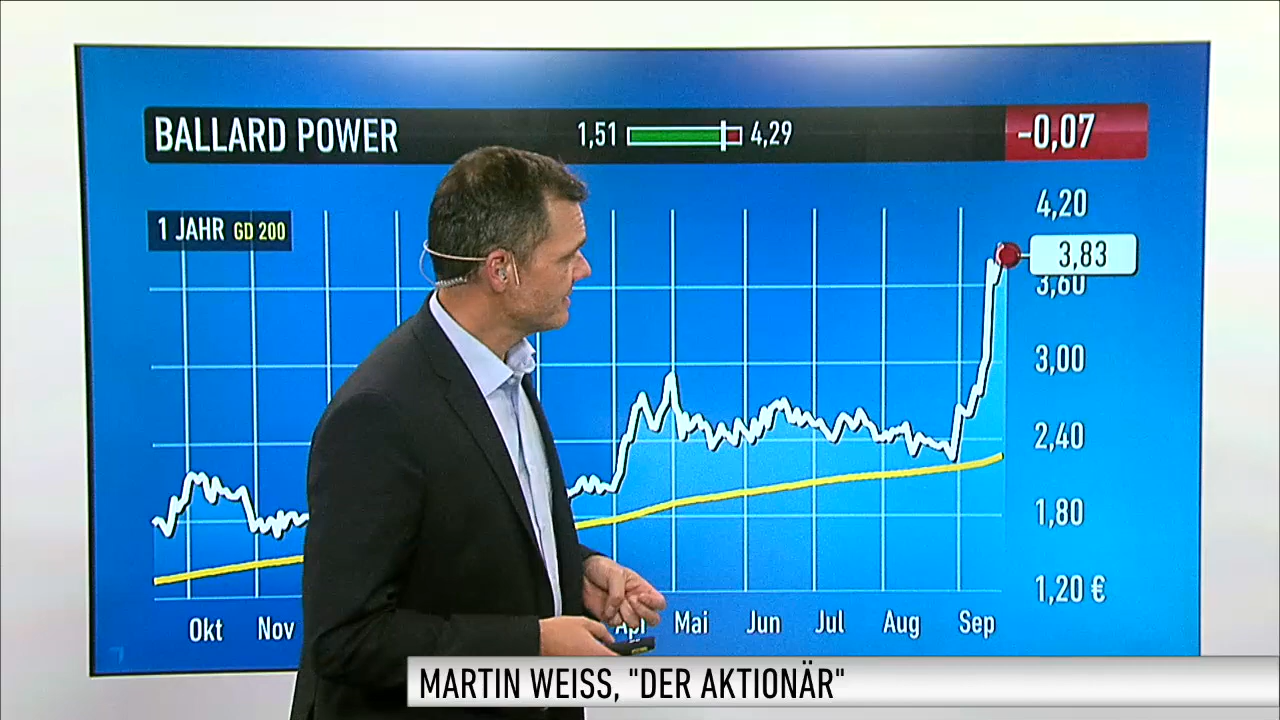 BALLARD POWER 1,51 4,29 -0,07
1 JAHR GD 200
4,20
3,83
3,60
3,00
2,40
1,80
1,20 €
Okt Nov Apr Mai Jun Jul Aug Sep
MARTIN WEISS, "DER AKTIONÄR"